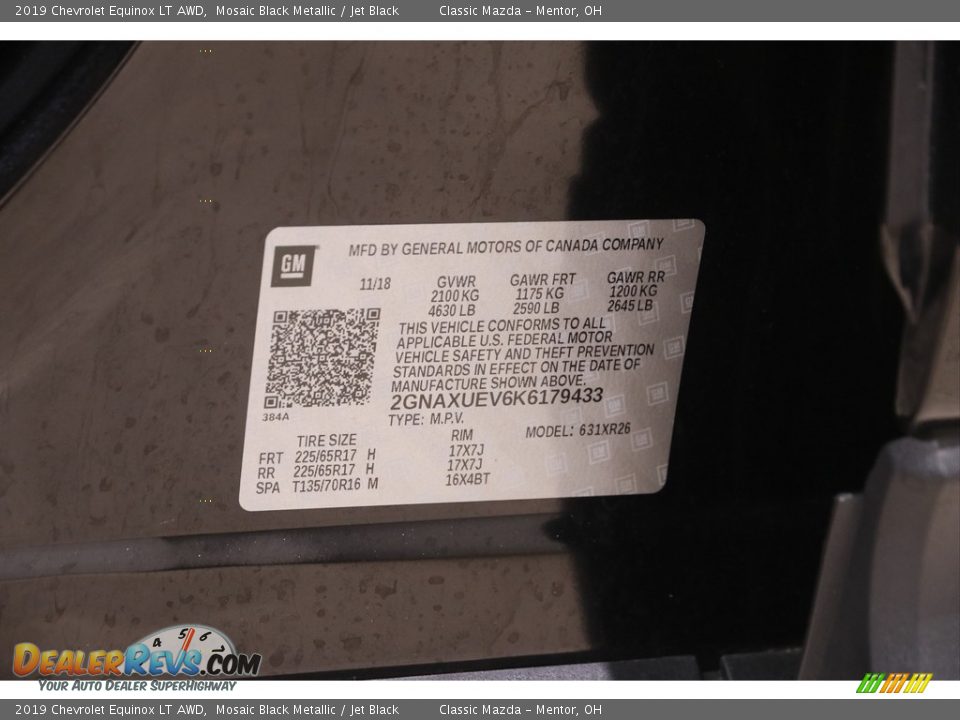 2019 Chevrolet Equinox LT AWD, Mosaic Black Metallic / Jet Black Classic Mazda - Mentor, OH
GM
MFD BY GENERAL MOTORS OF CANADA COMPANY
11/18 GVWR GAWR FRT GAWR RR
2100 KG 1175 KG 1200 KG
4630 LB 2590 LB 2645 LB
THIS VEHICLE CONFORMS TO ALL
APPLICABLE U.S. FEDERAL MOTOR
VEHICLE SAFETY AND THEFT PREVENTION
STANDARDS IN EFFECT ON THE DATE OF
MANUFACTURE SHOWN ABOVE.
2GNAXUEV6K6179433
384A
TYPE: M.P.V.
TIRE SIZE RIM MODEL: 631XR26
FRT 225/65R17 H 17X7J
RR 225/65R17 H 17X7J
SPA T135/70R16 M 16X4BT
4 5 6
DEALERREVS.COM
YOUR AUTO DEALER SUPERHIGHWAY
2019 Chevrolet Equinox LT AWD, Mosaic Black Metallic / Jet Black Classic Mazda - Mentor, OH